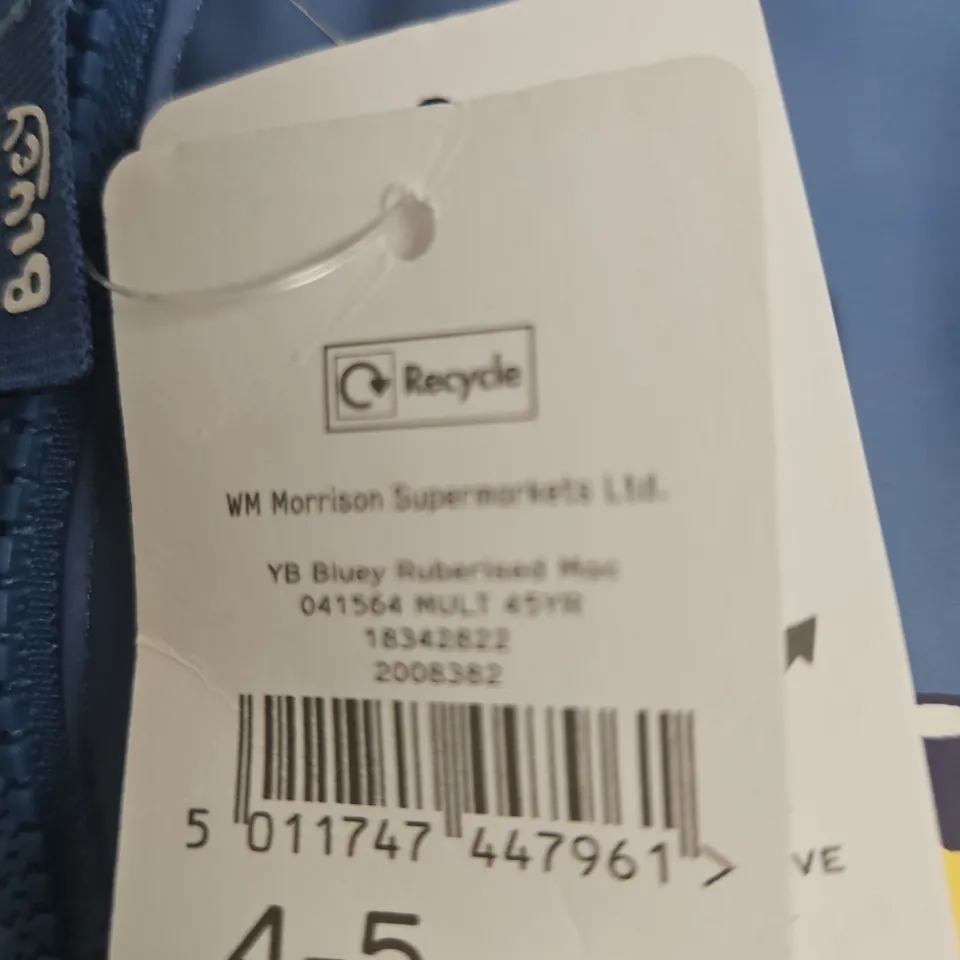 Bluey
Recycle
WM Morrison Supermarkets Ltd.
YB Bluey Ruberised Mac
041564 MULT 45YR
18342822
2008382
5 011747 447961 >
VE
4-5